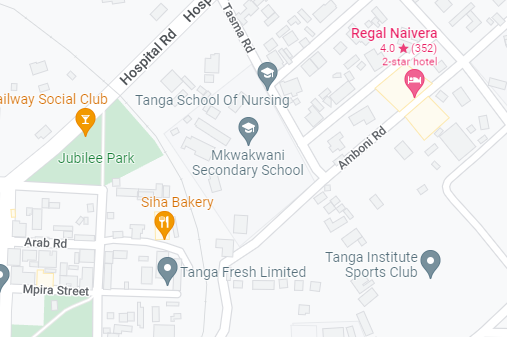 Hospital Rd
Hosp
Tasma Rd
Regal Naivera
4.0 ★ (352)
2-star hotel
ailway Social Club
Tanga School Of Nursing
Jubilee Park
Mkwakwani
Secondary School
Amboni Rd
Siha Bakery
Arab Rd
Tanga Fresh Limited
Tanga Institute
Sports Club
Mpira Street